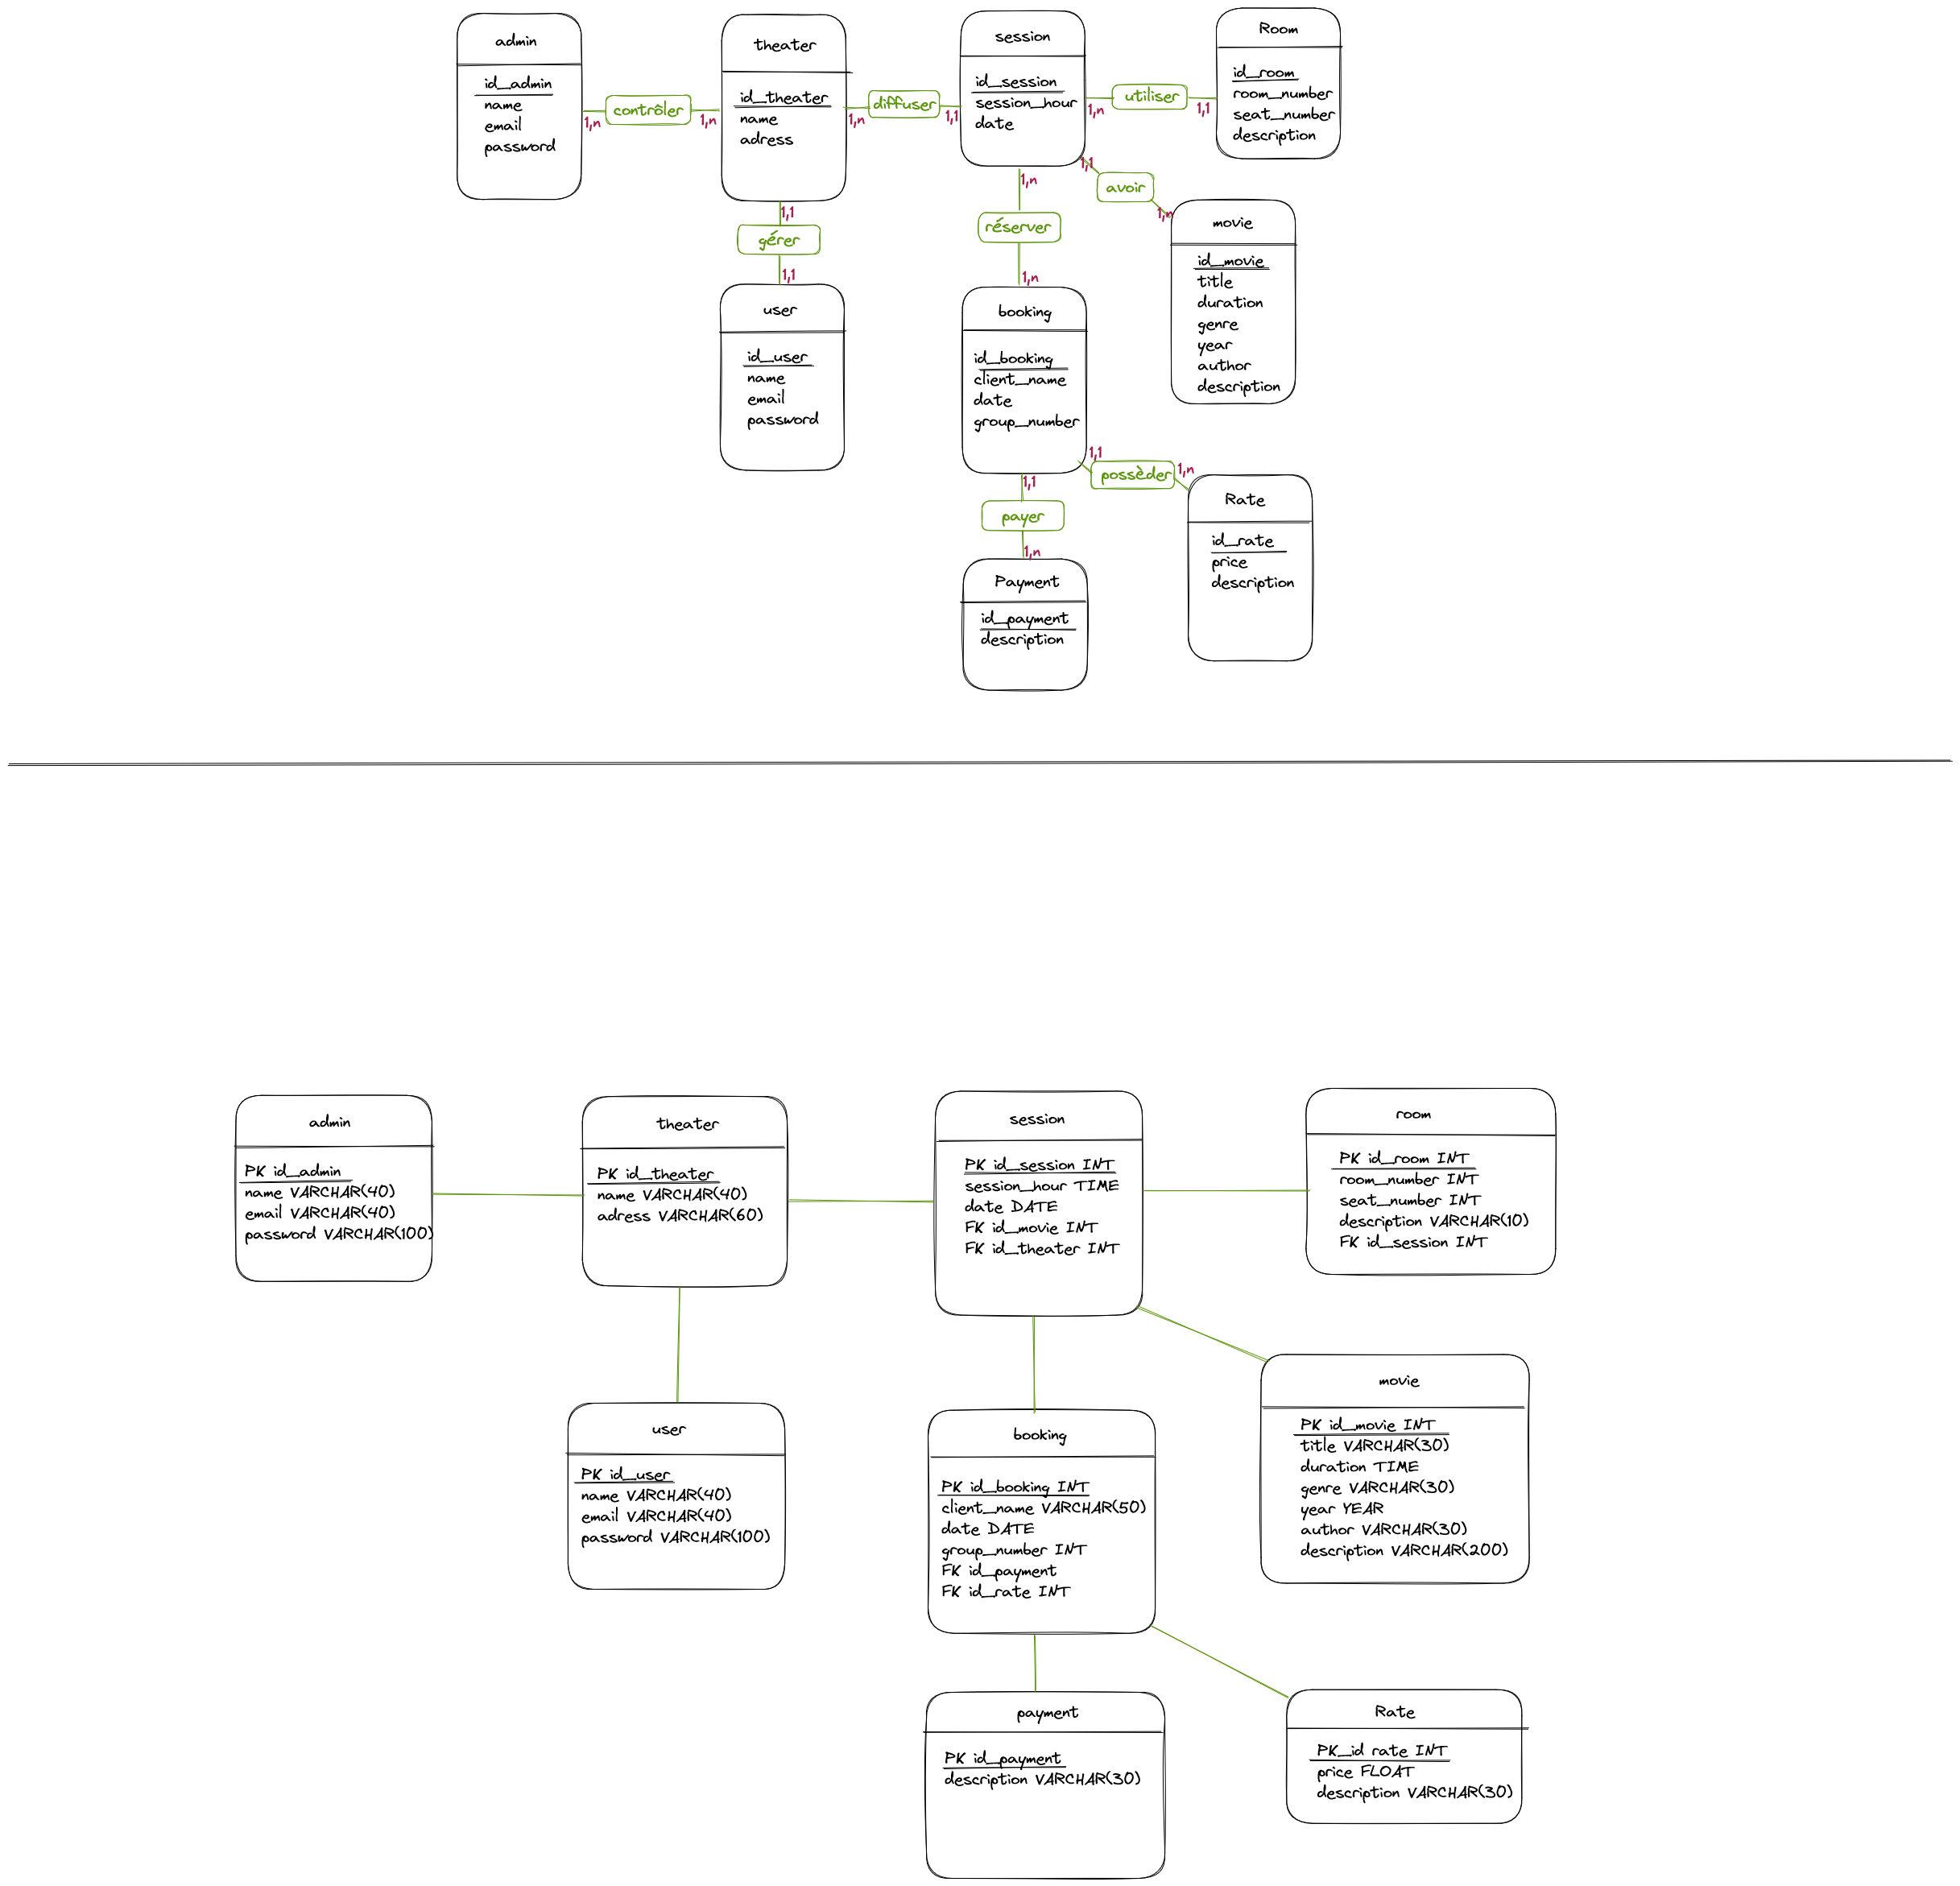 admin
id_admin
name
email
password
contrôler
1,n
1,n
theater
id_theater
name
adress
diffuser
1,n
1,1
session
id_session
session_hour
date
utiliser
1,n
1,1
Room
id_room
room_number
seat_number
description
1,1
avoir
1,n
movie
id_movie
title
duration
genre
year
author
description
1,1
gérer
1,1
user
id_user
name
email
password
1,n
réserver
1,n
booking
id_booking
client_name
date
group_number
1,1
possèder
1,n
Rate
id_rate
price
description
1,1
payer
1,n
Payment
id_payment
description
admin
PK id_admin
name VARCHAR(40)
email VARCHAR(40)
password VARCHAR(100)
theater
PK id_theater
name VARCHAR(40)
adress VARCHAR(60)
session
PK id_session INT
session_hour TIME
date DATE
FK id_movie INT
FK id_theater INT
room
PK id_room INT
room_number INT
seat_number INT
description VARCHAR(10)
FK id_session INT
movie
PK id_movie INT
title VARCHAR(30)
duration TIME
genre VARCHAR(30)
year YEAR
author VARCHAR(30)
description VARCHAR(200)
user
PK id_user
name VARCHAR(40)
email VARCHAR(40)
password VARCHAR(100)
booking
PK id_booking INT
client_name VARCHAR(50)
date DATE
group_number INT
FK id_payment
FK id_rate INT
payment
PK id_payment
description VARCHAR(30)
Rate
PK_id rate INT
price FLOAT
description VARCHAR(30)